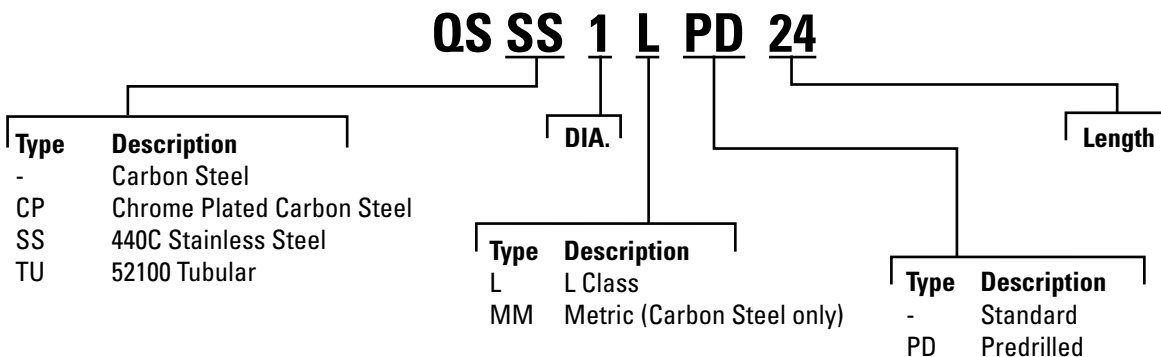 QS SS 1 L PD 24
Type Description
- Carbon Steel
CP Chrome Plated Carbon Steel
SS 440C Stainless Steel
TU 52100 Tubular
DIA.
Type Description
L L Class
MM Metric (Carbon Steel only)
Length
Type Description
- Standard
PD Predrilled